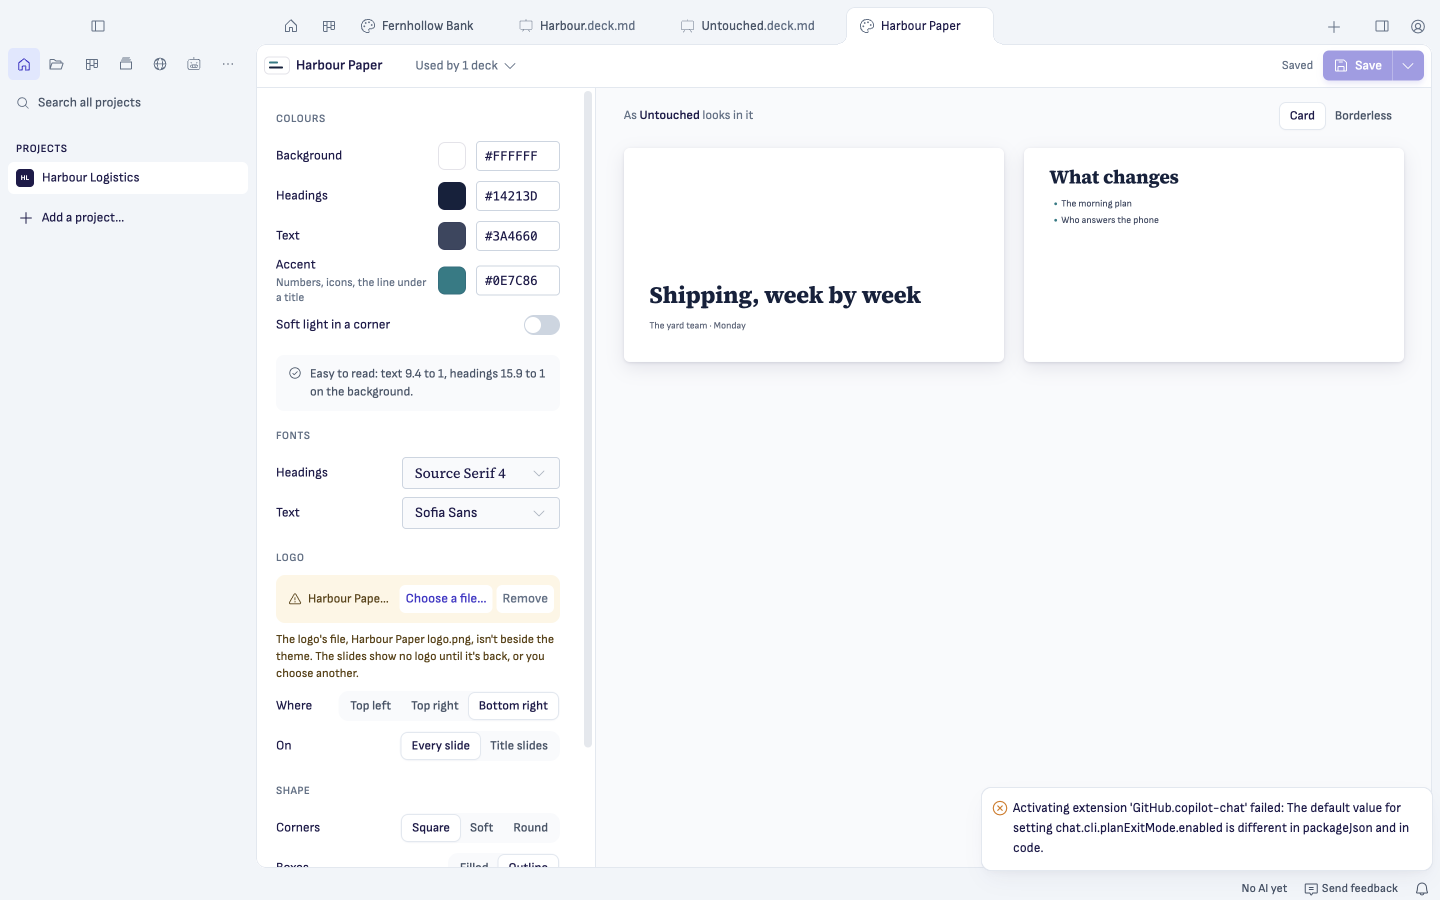 Fernhollow Bank
Harbour.deck.md
Untouched.deck.md
Harbour Paper
Harbour Paper
Used by 1 deck
Saved
Save
Search all projects
PROJECTS
HL Harbour Logistics
Add a project...
COLOURS
Background
#FFFFFF
Headings
#14213D
Text
#3A4660
Accent
Numbers, icons, the line under
a title
#0E7C86
Soft light in a corner
Easy to read: text 9.4 to 1, headings 15.9 to 1
on the background.
FONTS
Headings
Source Serif 4
Text
Sofia Sans
LOGO
Harbour Pape...
Choose a file...
Remove
The logo's file, Harbour Paper logo.png, isn't beside the
theme. The slides show no logo until it's back, or you
choose another.
Where
Top left
Top right
Bottom right
On
Every slide
Title slides
SHAPE
Corners
Square
Soft
Round
Boxes
Filled
Outline
As Untouched looks in it
Card
Borderless
Shipping, week by week
The yard team · Monday
What changes
• The morning plan
• Who answers the phone
Activating extension 'GitHub.copilot-chat' failed: The default value for
setting chat.cli.planExitMode.enabled is different in packageJson and in
code.
No AI yet
Send feedback